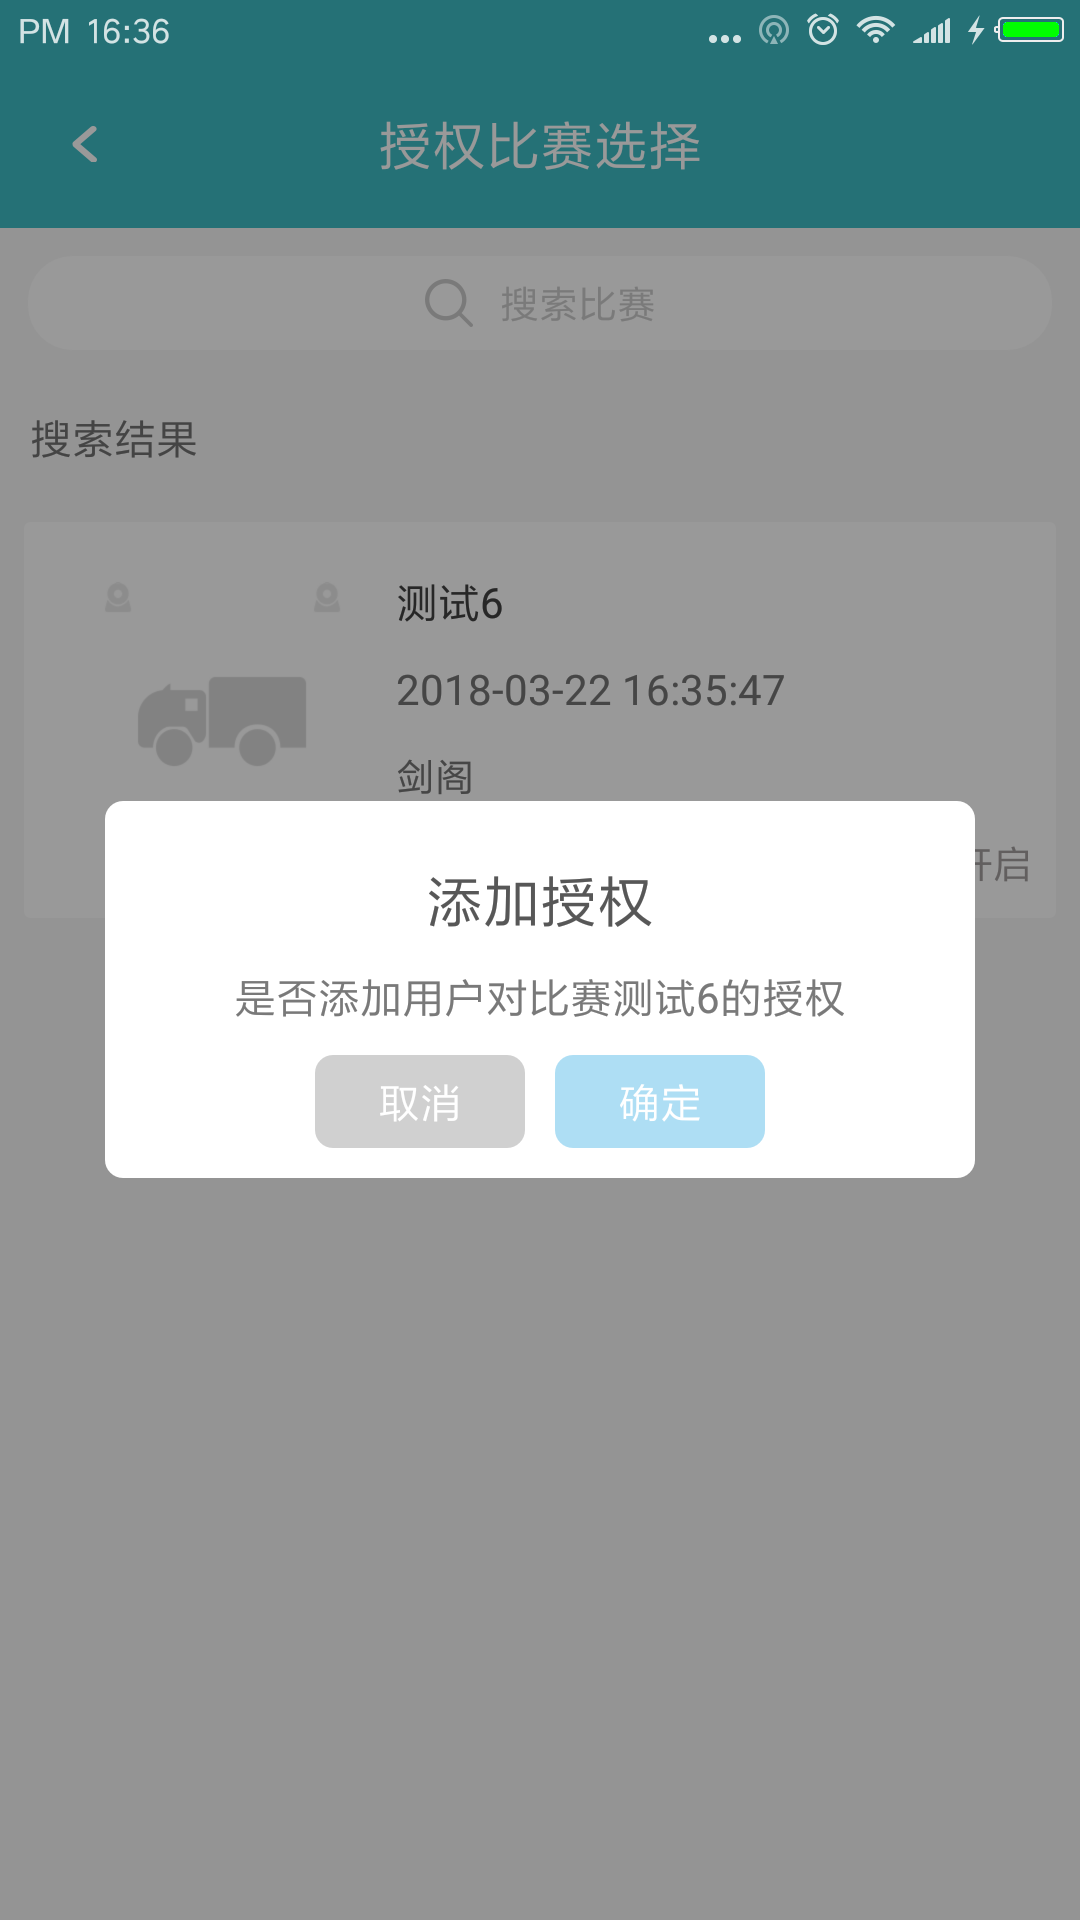 PM 16:36
授权比赛选择
搜索比赛
搜索结果
测试6
2018-03-22 16:35:47
剑阁
开启
添加授权
是否添加用户对比赛测试6的授权
取消
确定